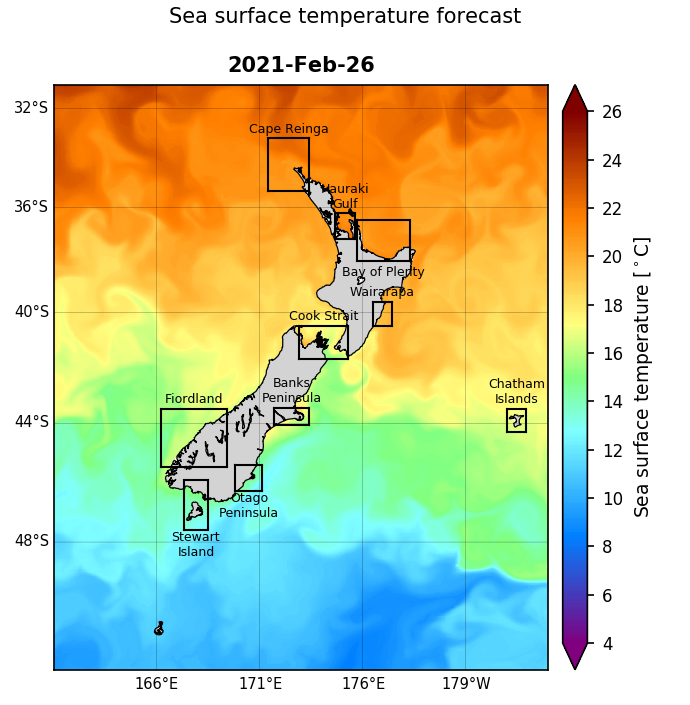 Sea surface temperature forecast
2021-Feb-26
32°S
36°S
40°S
44°S
48°S
166°E
171°E
176°E
179°W
Cape Reinga
Hauraki
Gulf
Bay of Plenty
Wairarapa
Cook Strait
Banks
Peninsula
Fiordland
Chatham
Islands
Otago
Peninsula
Stewart
Island
26
24
22
20
18
16
14
12
10
8
6
4
Sea surface temperature [°C]